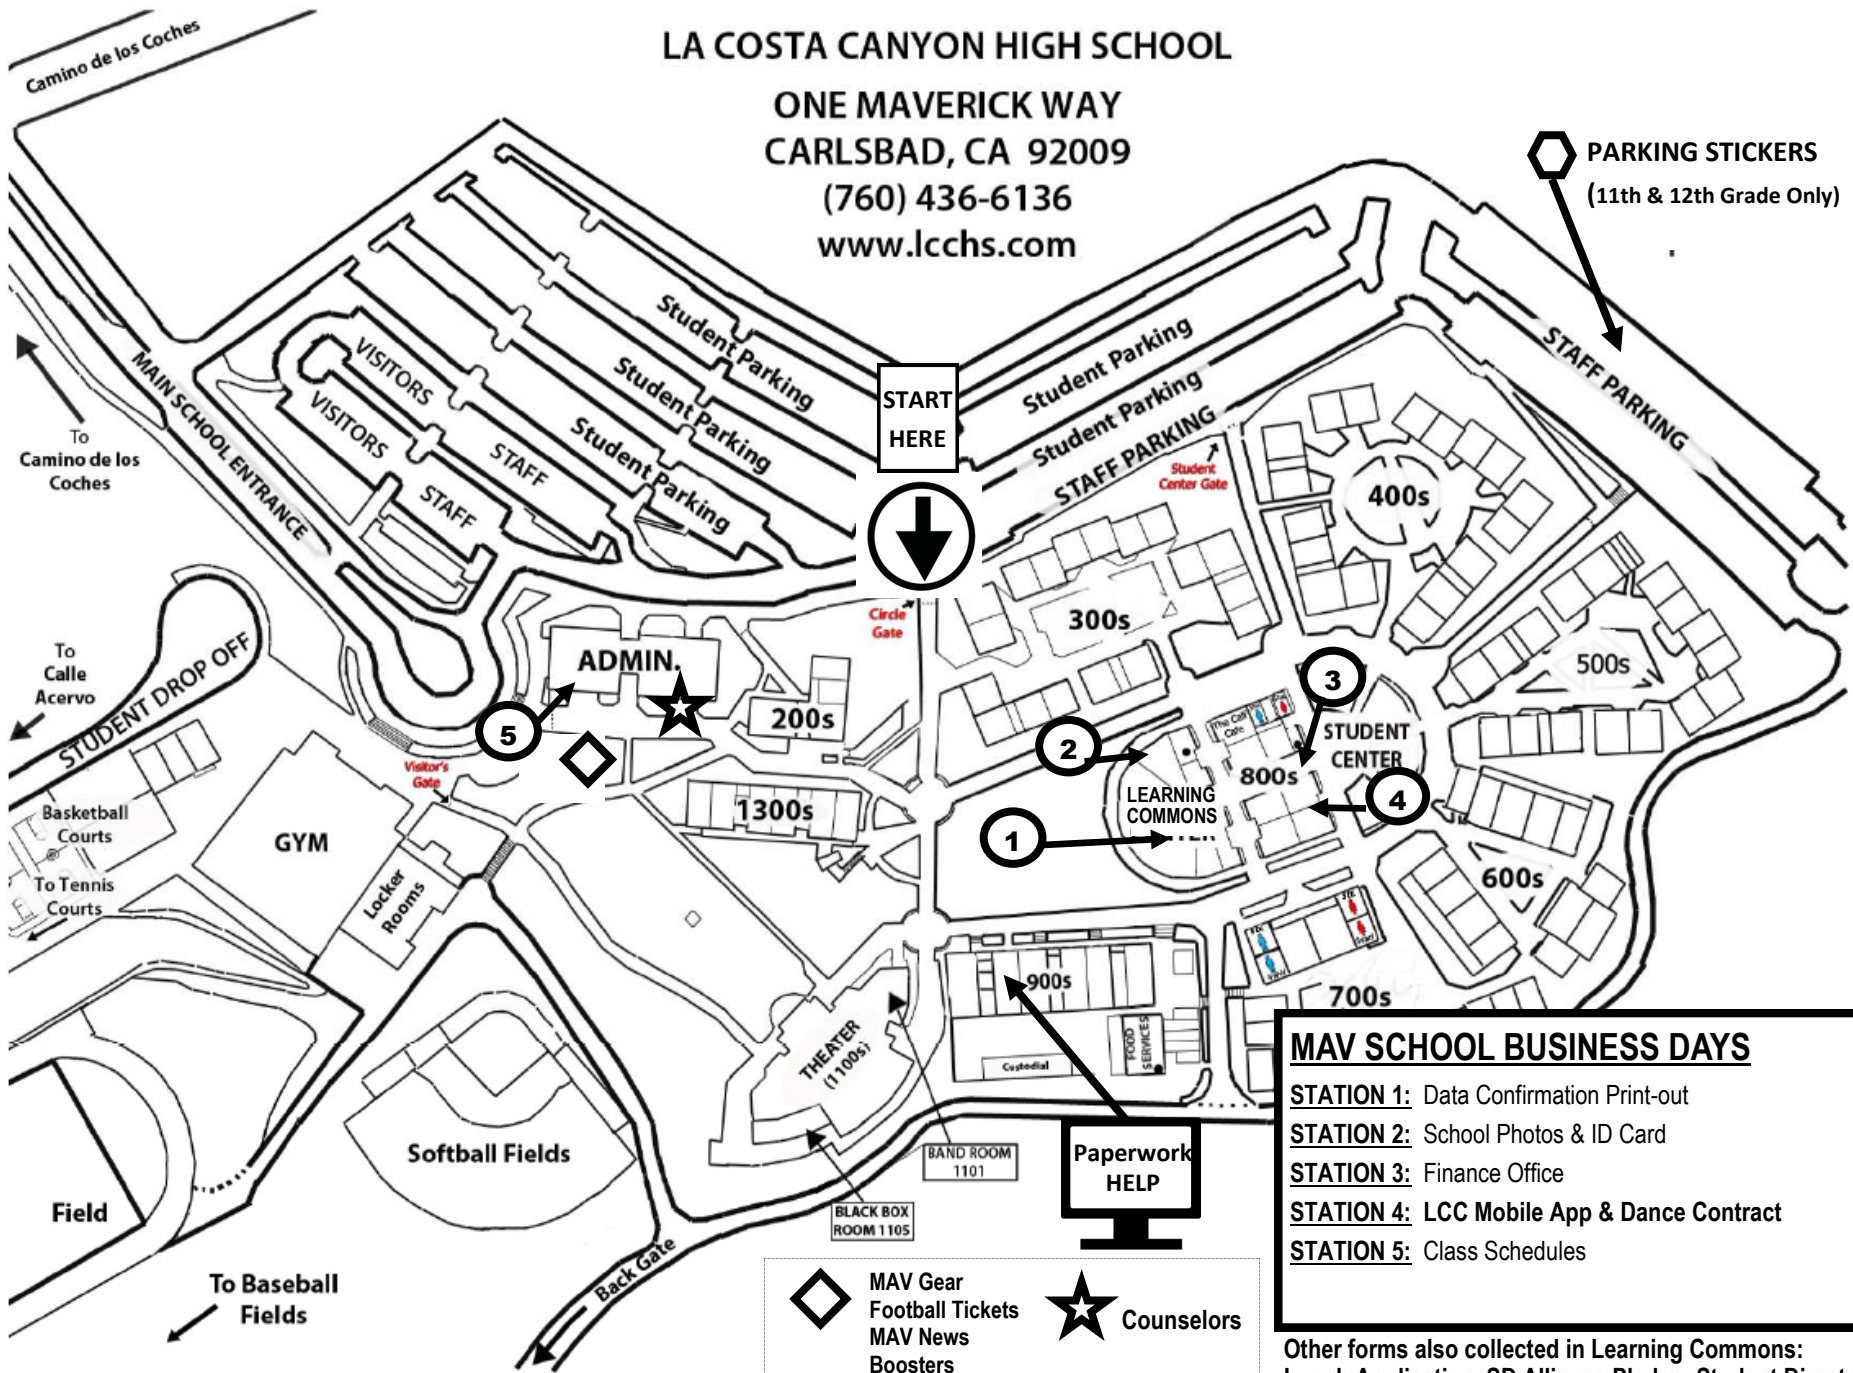 LA COSTA CANYON HIGH SCHOOL
ONE MAVERICK WAY
CARLSBAD, CA 92009
(760) 436-6136
www.lcchs.com
Camino de los Coches
PARKING STICKERS
(11th & 12th Grade Only)
STAFF PARKING
Student Parking
Student Parking
Student Parking
Student Parking
Student Parking
STAFF PARKING
START
HERE
VISITORS
VISITORS
STAFF
STAFF
MAIN SCHOOL ENTRANCE
To
Camino de los
Coches
Student
Center Gate
400s
300s
500s
Circle
Gate
To
Calle
Acervo
STUDENT DROP OFF
ADMIN.
5
200s
Visitor's
Gate
1300s
GYM
Locker
Rooms
Basketball
Courts
To Tennis
Courts
3
2
The Calf
Cafe
STUDENT
CENTER
800s
4
LEARNING
COMMONS
1
600s
700s
900s
FOOD
SERVICES
Custodial
THEATER
(1100s)
BAND ROOM
1101
BLACK BOX
ROOM 1105
Paperwork
HELP
Softball Fields
Field
To Baseball
Fields
Back Gate
MAV Gear
Football Tickets
MAV News
Boosters
Counselors
MAV SCHOOL BUSINESS DAYS
STATION 1: Data Confirmation Print-out
STATION 2: School Photos & ID Card
STATION 3: Finance Office
STATION 4: LCC Mobile App & Dance Contract
STATION 5: Class Schedules
Other forms also collected in Learning Commons: